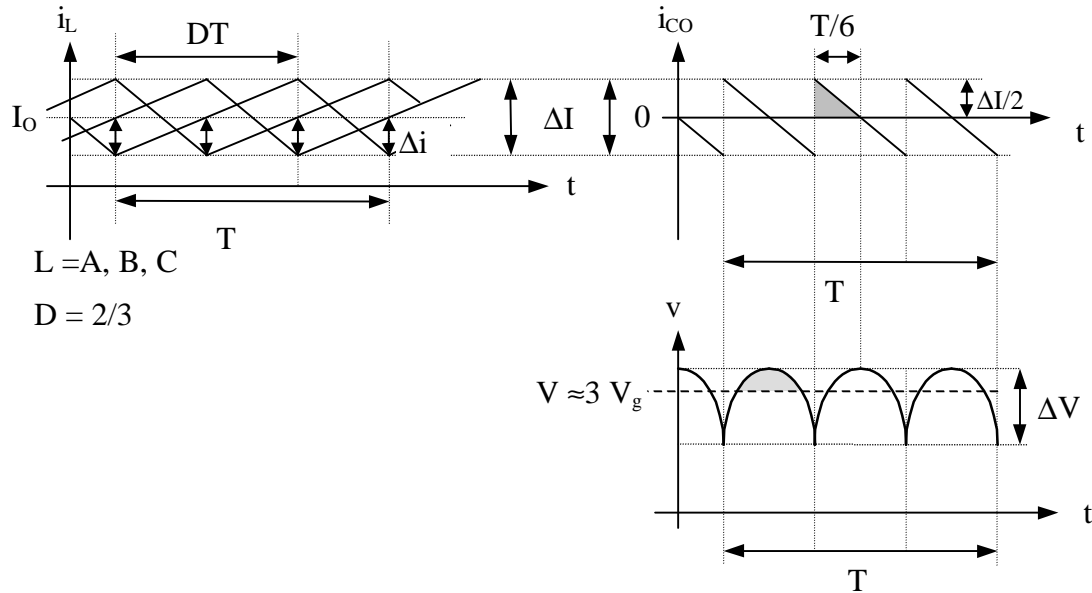 i_L
DT
I_O
Δi
ΔI
t
T
L =A, B, C
D = 2/3
i_CO
T/6
ΔI/2
0
t
T
v
V ≈3 V_g
ΔV
t
T